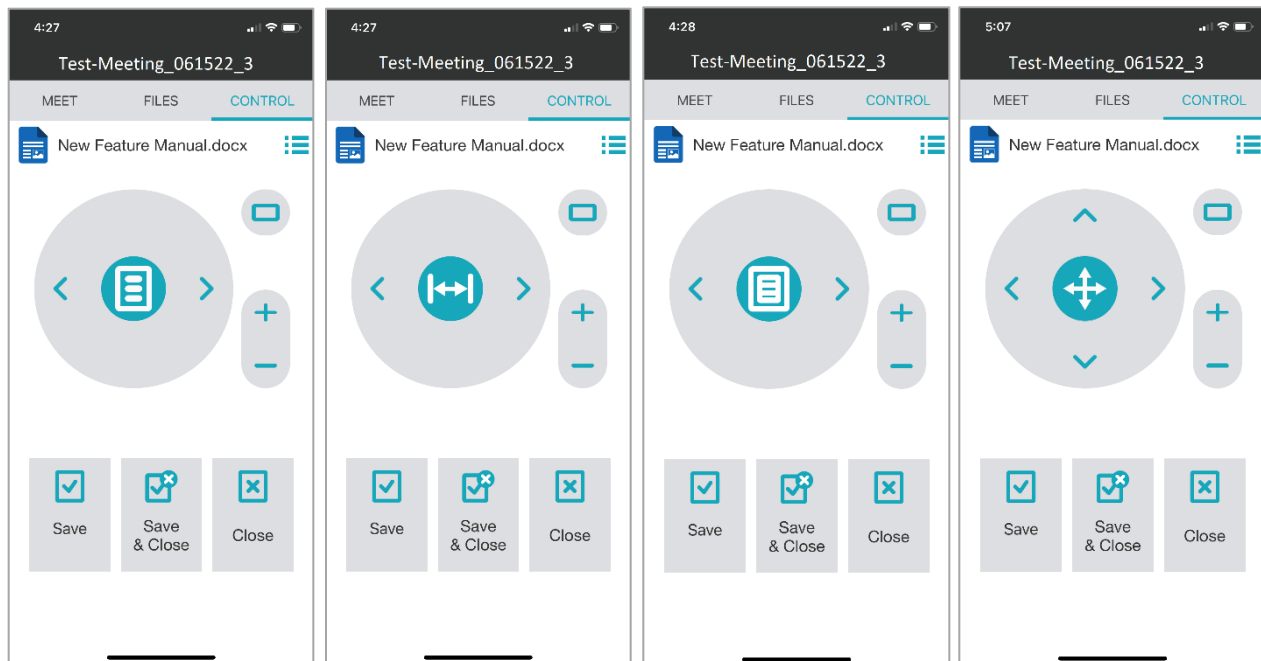 4:27
Test-Meeting_061522_3
MEET FILES CONTROL
New Feature Manual.docx
Save
Save
& Close
Close
4:27
Test-Meeting_061522_3
MEET FILES CONTROL
New Feature Manual.docx
Save
Save
& Close
Close
4:28
Test-Meeting_061522_3
MEET FILES CONTROL
New Feature Manual.docx
Save
Save
& Close
Close
5:07
Test-Meeting_061522_3
MEET FILES CONTROL
New Feature Manual.docx
Save
Save
& Close
Close